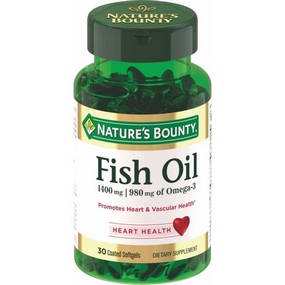 NATURE'S
BOUNTY
NATURE'S BOUNTY
Fish Oil
1400 mg | 980 mg of Omega-3
Promotes Heart & Vascular Health*
HEART HEALTH
30 Coated Softgels
DIETARY SUPPLEMENT